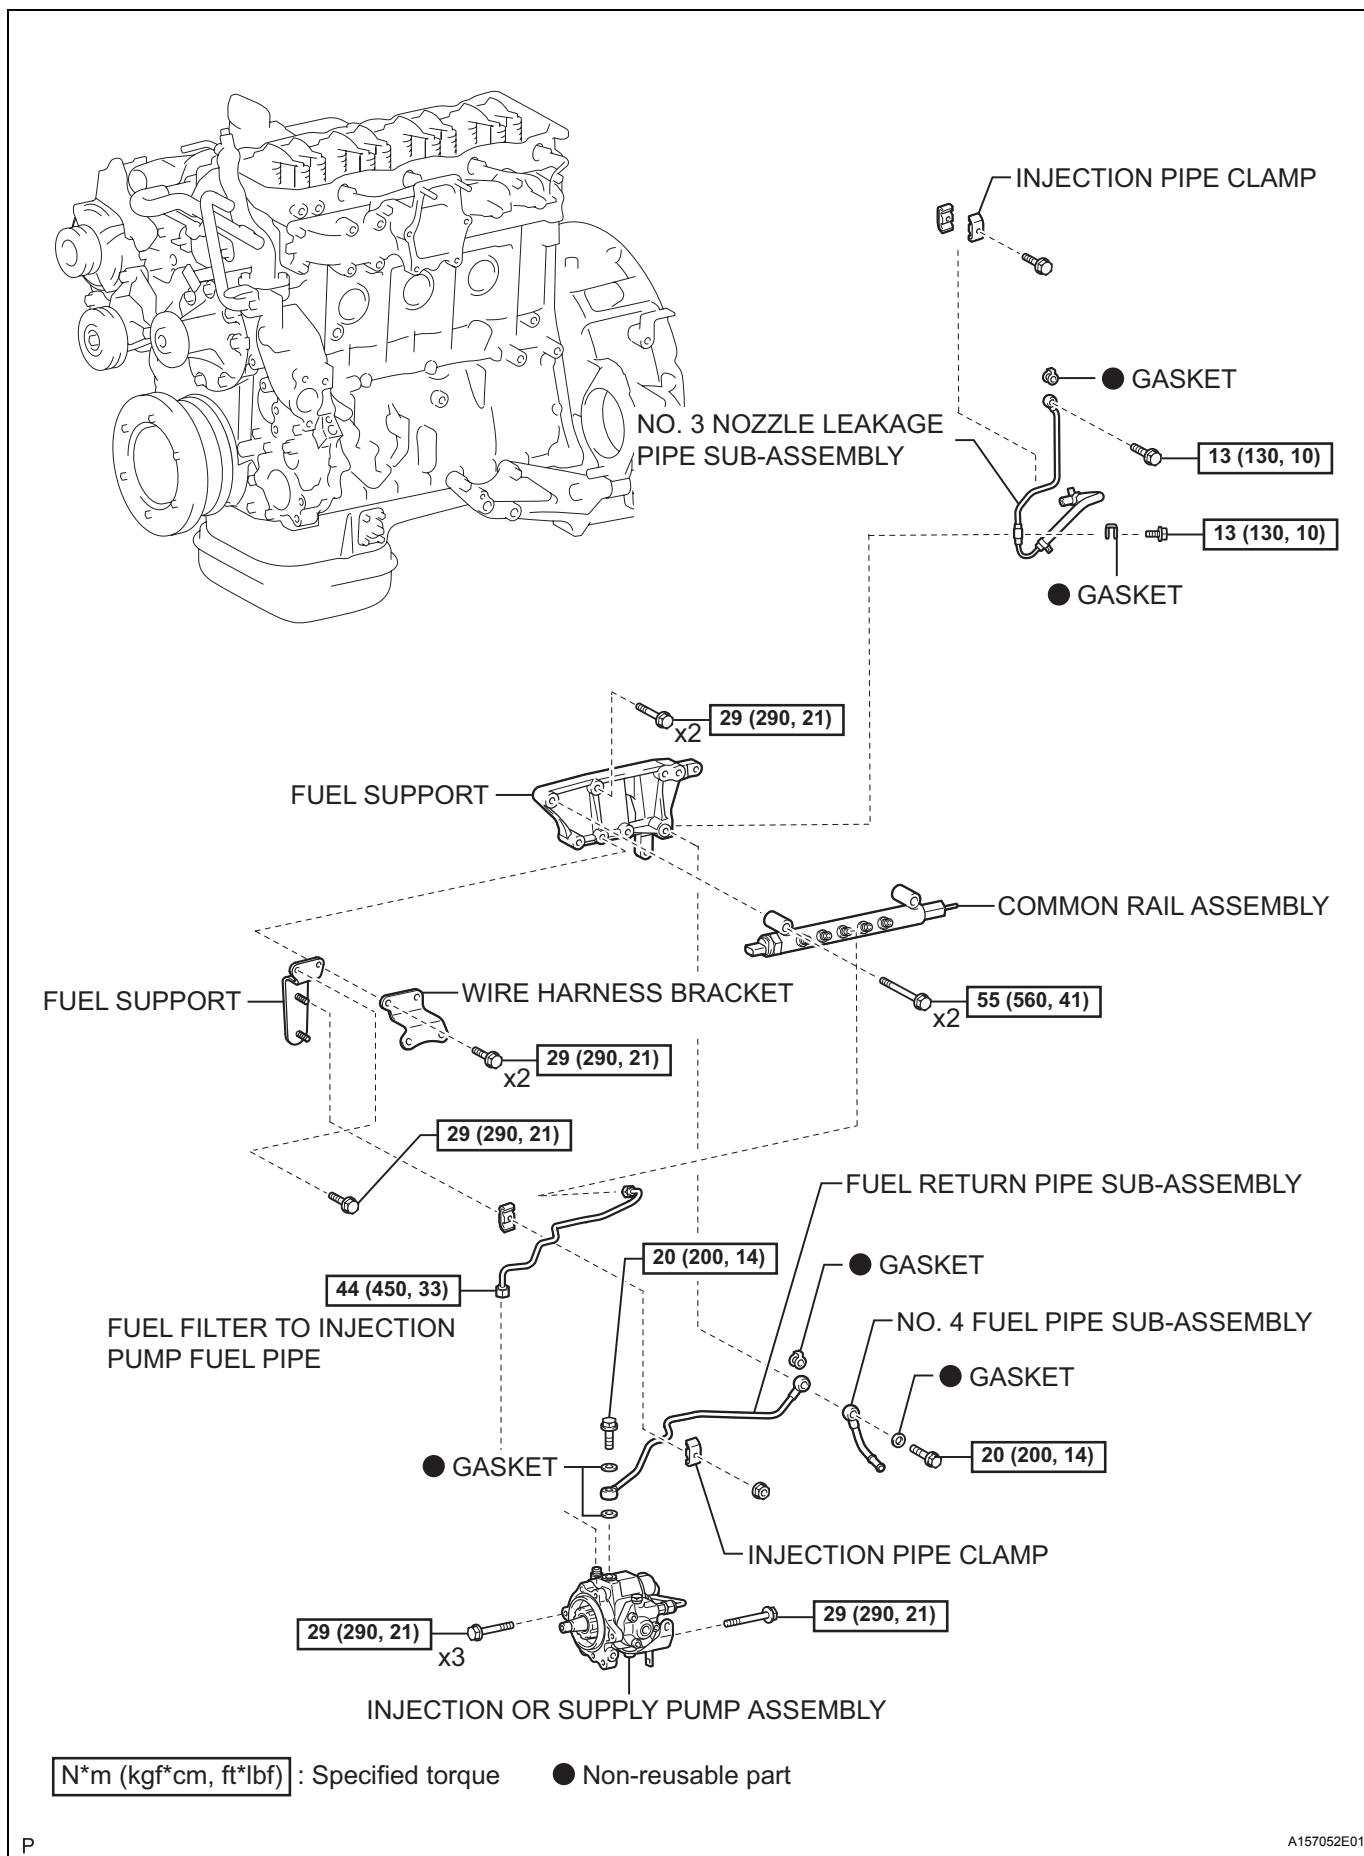 INJECTION PIPE CLAMP
● GASKET
NO. 3 NOZZLE LEAKAGE
PIPE SUB-ASSEMBLY
13 (130, 10)
13 (130, 10)
● GASKET
29 (290, 21)
x2
FUEL SUPPORT
COMMON RAIL ASSEMBLY
FUEL SUPPORT
WIRE HARNESS BRACKET
55 (560, 41)
x2
29 (290, 21)
x2
29 (290, 21)
FUEL RETURN PIPE SUB-ASSEMBLY
20 (200, 14)
● GASKET
44 (450, 33)
FUEL FILTER TO INJECTION
PUMP FUEL PIPE
NO. 4 FUEL PIPE SUB-ASSEMBLY
● GASKET
● GASKET
20 (200, 14)
INJECTION PIPE CLAMP
29 (290, 21)
x3
29 (290, 21)
INJECTION OR SUPPLY PUMP ASSEMBLY
N*m (kgf*cm, ft*lbf) : Specified torque ● Non-reusable part
P
A157052E01